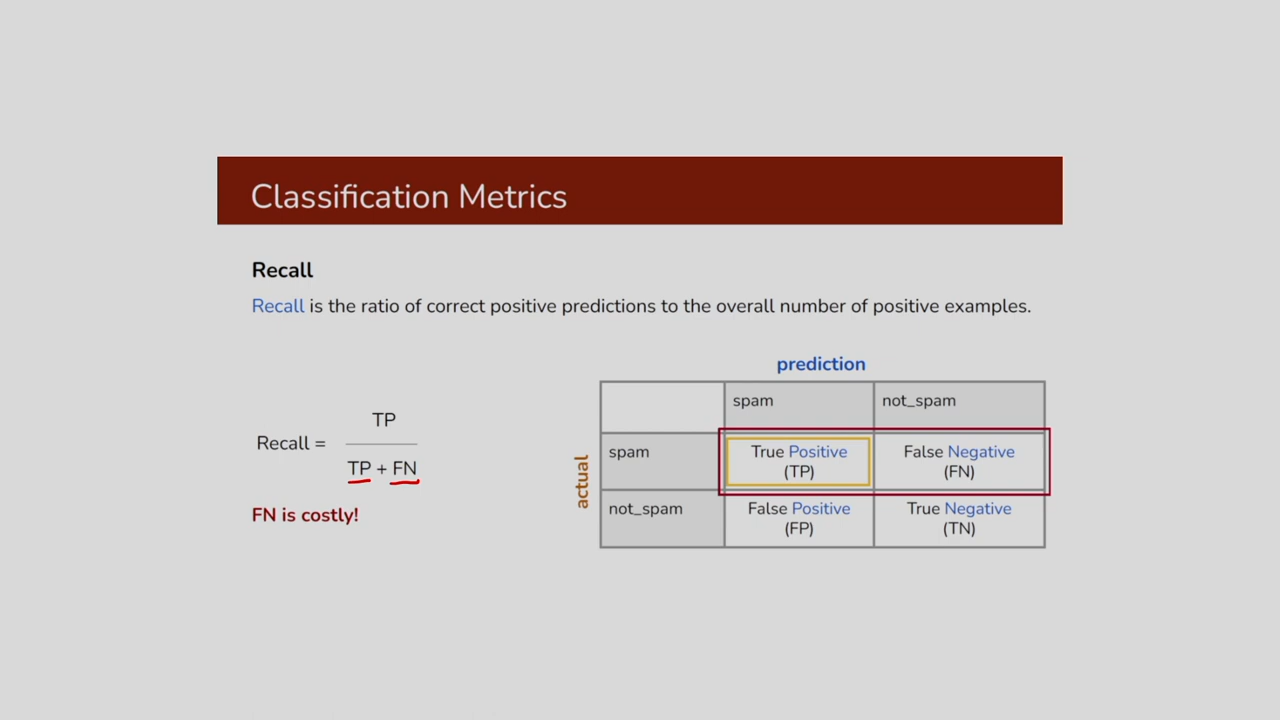 Classification Metrics
Recall
Recall is the ratio of correct positive predictions to the overall number of positive examples.
Recall =
TP
TP + FN
FN is costly!
prediction
actual
spam
not_spam
spam
True Positive
(TP)
False Negative
(FN)
not_spam
False Positive
(FP)
True Negative
(TN)